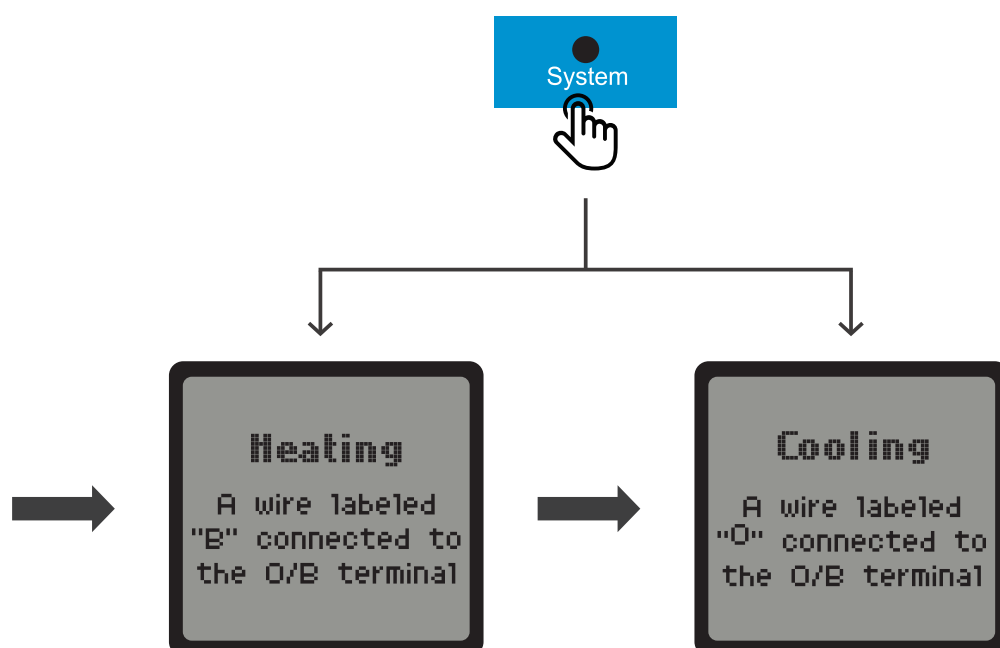 System
Heating
A wire labeled
"B" connected to
the O/B terminal
Cooling
A wire labeled
"O" connected to
the O/B terminal